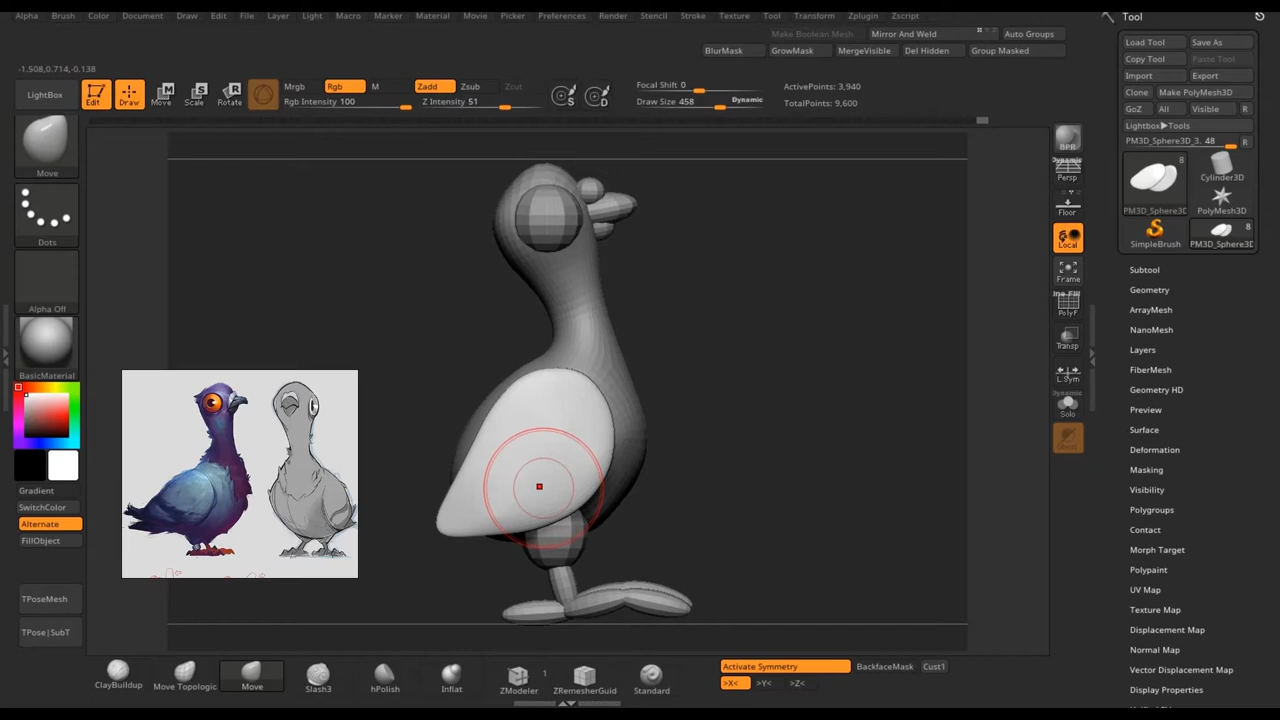 Alpha Brush Color Document Draw Edit File Layer Light Macro Marker Material Movie Picker Preferences Render Stencil Stroke Texture Tool Transform Zplugin Zscript
Tool
Make Boolean Mesh Mirror And Weld Auto Groups
BlurMask GrowMask MergeVisible Del Hidden Group Masked
-1.508,0.714,-0.138
LightBox
Edit
Draw
Move
Scale
Rotate
Mrgb Rgb M
Rgb Intensity 100
Zadd Zsub Zcut
Z Intensity 51
S
D
Focal Shift 0
Draw Size 458 Dynamic
ActivePoints: 3,940
TotalPoints: 9,600
Load Tool Save As
Copy Tool Paste Tool
Import Export
Clone Make PolyMesh3D
GoZ All Visible R
Lightbox▶Tools
PM3D_Sphere3D_3. 48 R
8
Cylinder3D
PM3D_Sphere3D
PolyMesh3D
8
SimpleBrush PM3D_Sphere3D
Subtool
Geometry
ArrayMesh
NanoMesh
Layers
FiberMesh
Geometry HD
Preview
Surface
Deformation
Masking
Visibility
Polygroups
Contact
Morph Target
Polypaint
UV Map
Texture Map
Displacement Map
Normal Map
Vector Displacement Map
Display Properties
BPR
Dynamic
Persp
Floor
Local
Frame
Line Fill
PolyF
Transp
L.Sym
Dynamic
Solo
Move
Dots
Alpha Off
BasicMaterial
Gradient
SwitchColor
Alternate
FillObject
TPoseMesh
TPose|SubT
ClayBuildup
Move Topologic
Move
Slash3
hPolish
Inflat
1
ZModeler
ZRemesherGuid
Standard
Activate Symmetry BackfaceMask Cust1
>X< >Y< >Z<